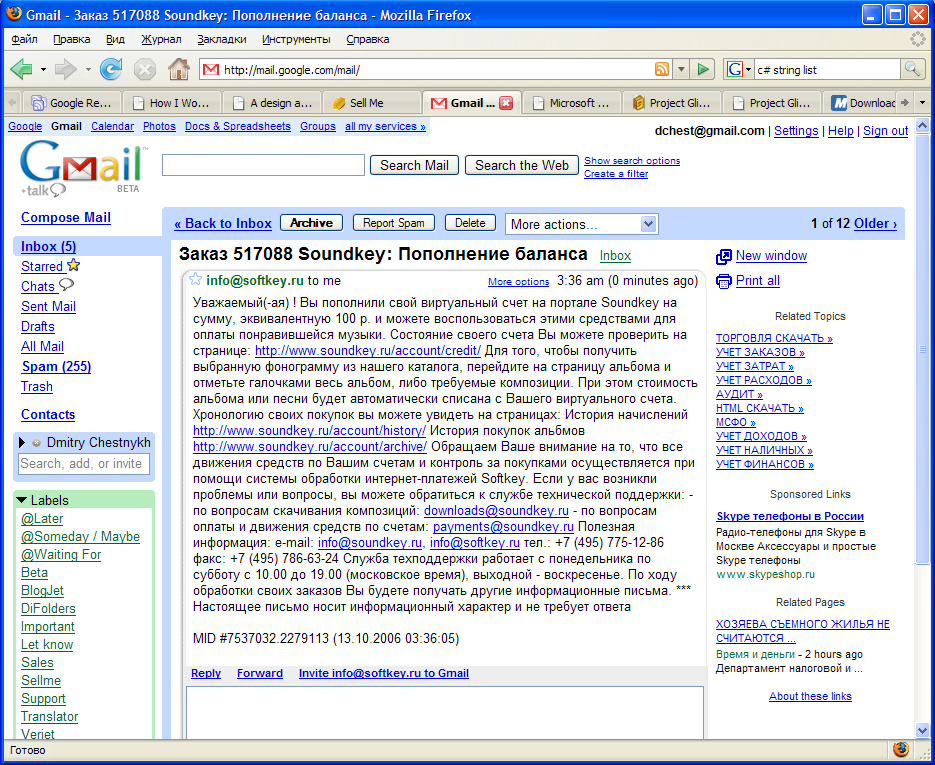 Gmail - Заказ 517088 Soundkey: Пополнение баланса - Mozilla Firefox
Файл Правка Вид Журнал Закладки Инструменты Справка
http://mail.google.com/mail/
G c# string list
Google Re... How I Wo... A design a... Sell Me Gmail ... Microsoft ... Project Gli... Project Gli... Download
Google Gmail Calendar Photos Docs & Spreadsheets Groups all my services »
dchest@gmail.com | Settings | Help | Sign out
Gmail™
+talk BETA
Search Mail Search the Web Show search options
Create a filter
Compose Mail
Inbox (5)
Starred
Chats
Sent Mail
Drafts
All Mail
Spam (255)
Trash
Contacts
Dmitry Chestnykh
Search, add, or invite
Labels
@Later
@Someday / Maybe
@Waiting For
Beta
BlogJet
DiFolders
Important
Let know
Sales
Sellme
Support
Translator
Veriet
« Back to Inbox Archive Report Spam Delete More actions... 1 of 12 Older ›
Заказ 517088 Soundkey: Пополнение баланса Inbox
info@softkey.ru to me More options 3:36 am (0 minutes ago)
Уважаемый(-ая) ! Вы пополнили свой виртуальный счет на портале Soundkey на
сумму, эквивалентную 100 р. и можете воспользоваться этими средствами для
оплаты понравившейся музыки. Состояние своего счета Вы можете проверить на
странице: http://www.soundkey.ru/account/credit/ Для того, чтобы получить
выбранную фонограмму из нашего каталога, перейдите на страницу альбома и
отметьте галочками весь альбом, либо требуемые композиции. При этом стоимость
альбома или песни будет автоматически списана с Вашего виртуального счета.
Хронологию своих покупок вы можете увидеть на страницах: История начислений
http://www.soundkey.ru/account/history/ История покупок альбомов
http://www.soundkey.ru/account/archive/ Обращаем Ваше внимание на то, что все
движения средств по Вашим счетам и контроль за покупками осуществляется при
помощи системы обработки интернет-платежей Softkey. Если у вас возникли
проблемы или вопросы, вы можете обратиться к службе технической поддержки: -
по вопросам скачивания композиций: downloads@soundkey.ru - по вопросам
оплаты и движения средств по счетам: payments@soundkey.ru Полезная
информация: e-mail: info@soundkey.ru, info@softkey.ru тел.: +7 (495) 775-12-86
факс: +7 (495) 786-63-24 Служба техподдержки работает с понедельника по
субботу с 10.00 до 19.00 (московское время), выходной - воскресенье. По ходу
обработки своих заказов Вы будете получать другие информационные письма. ***
Настоящее письмо носит информационный характер и не требует ответа
MID #7537032.2279113 (13.10.2006 03:36:05)
Reply Forward Invite info@softkey.ru to Gmail
New window
Print all
Related Topics
ТОРГОВЛЯ СКАЧАТЬ »
УЧЕТ ЗАКАЗОВ »
УЧЕТ ЗАТРАТ »
УЧЕТ РАСХОДОВ »
АУДИТ »
HTML СКАЧАТЬ »
МСФО »
УЧЕТ ДОХОДОВ »
УЧЕТ НАЛИЧНЫХ »
УЧЕТ ФИНАНСОВ »
Sponsored Links
Skype телефоны в России
Радио-телефоны для Skype в
Москве Аксессуары и простые
Skype телефоны
www.skypeshop.ru
Related Pages
ХОЗЯЕВА СЪЕМНОГО ЖИЛЬЯ НЕ
СЧИТАЮТСЯ ...
Время и деньги - 2 hours ago
Департамент налоговой и ...
About these links
Готово